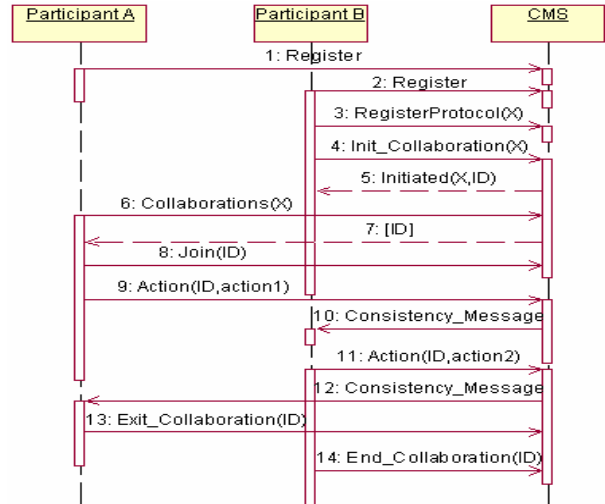 Participant A
Participant B
CMS
1: Register
2: Register
3: RegisterProtocol(X)
4: Init_Collaboration(X)
5: Initiated(X,ID)
6: Collaborations(X)
7: [ID]
8: Join(ID)
9: Action(ID,action1)
10: Consistency_Message
11: Action(ID,action2)
12: Consistency_Message
13: Exit_Collaboration(ID)
14: End_Collaboration(ID)